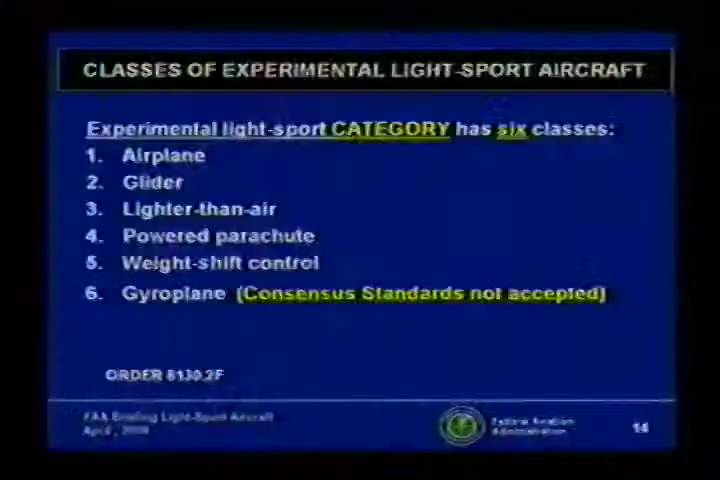 CLASSES OF EXPERIMENTAL LIGHT-SPORT AIRCRAFT
Experimental light-sport CATEGORY has six classes:
1. Airplane
2. Glider
3. Lighter-than-air
4. Powered parachute
5. Weight-shift control
6. Gyroplane (Consensus Standards not accepted)
ORDER 8130.2F
FAA Briefing Light-Sport Aircraft
April,
Federal Aviation
Administration
14